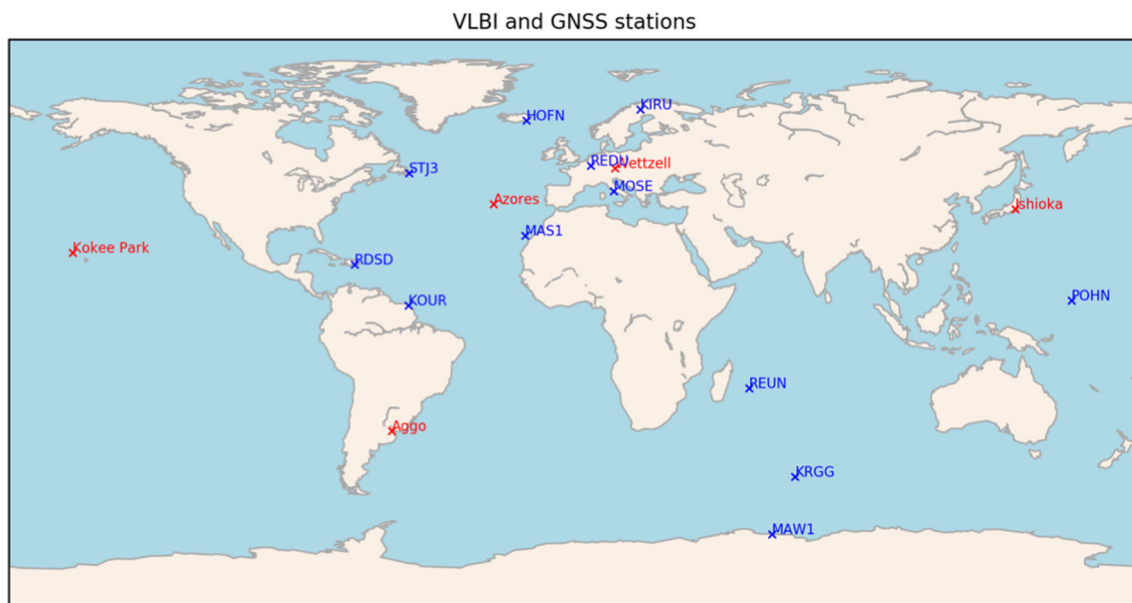 VLBI and GNSS stations
KIRU
HOFN
REDU
Wettzell
STJ3
MOSE
Azores
Ishioka
MAS1
Kokee Park
RDSD
POHN
KOUR
REUN
Aggo
KRGG
MAW1